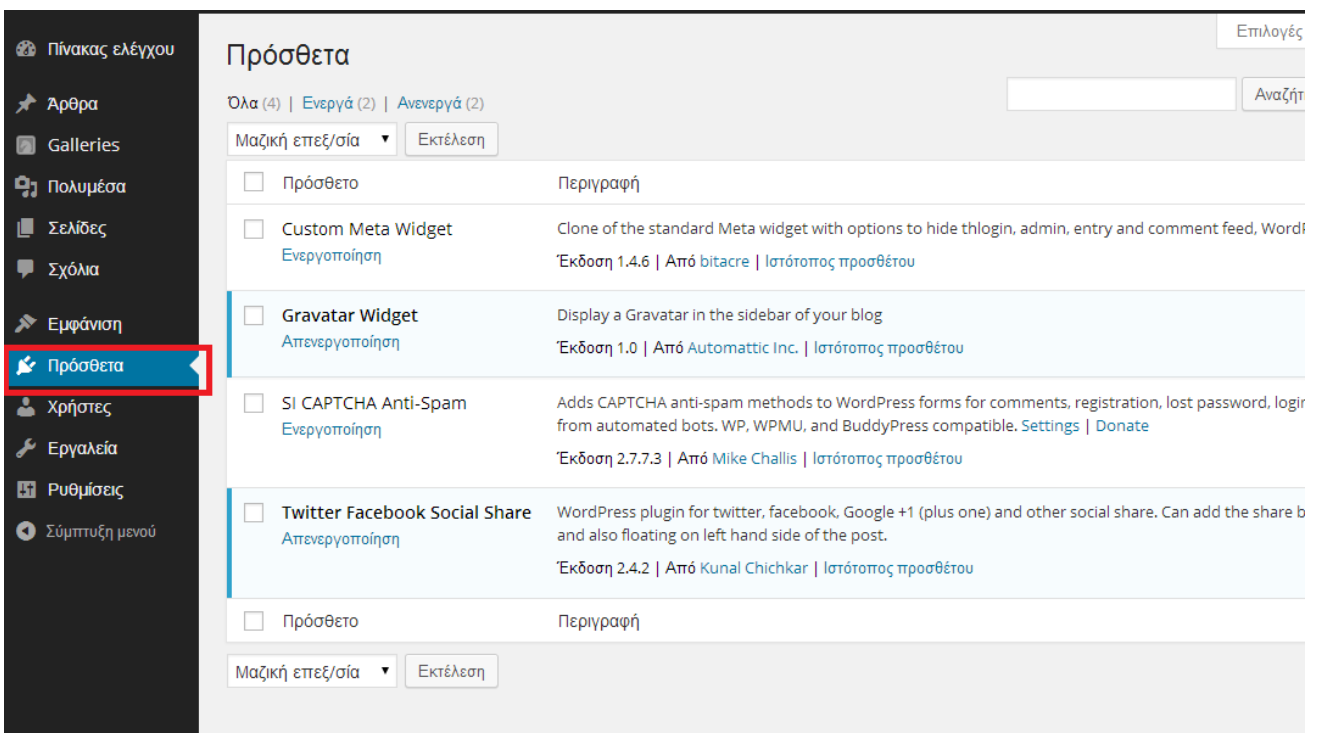 Πίνακας ελέγχου
Άρθρα
Galleries
Πολυμέσα
Σελίδες
Σχόλια
Εμφάνιση
Πρόσθετα
Χρήστες
Εργαλεία
Ρυθμίσεις
Σύμπτυξη μενού
Επιλογές
Πρόσθετα
Όλα (4) | Ενεργά (2) | Ανενεργά (2)
Μαζική επεξ/σία Εκτέλεση
Πρόσθετο Περιγραφή
Custom Meta Widget Clone of the standard Meta widget with options to hide thlogin, admin, entry and comment feed,
Ενεργοποίηση
Έκδοση 1.4.6 | Από bitacre | Ιστότοπος προσθέτου
Gravatar Widget Display a Gravatar in the sidebar of your blog
Απενεργοποίηση
Έκδοση 1.0 | Από Automattic Inc. | Ιστότοπος προσθέτου
SI CAPTCHA Anti-Spam Adds CAPTCHA anti-spam methods to WordPress forms for comments, registration, lost password, login
Ενεργοποίηση from automated bots. WP, WPMU, and BuddyPress compatible. Settings | Donate
Έκδοση 2.7.7.3 | Από Mike Challis | Ιστότοπος προσθέτου
Twitter Facebook Social Share WordPress plugin for twitter, facebook, Google +1 (plus one) and other social share. Can add the share
Απενεργοποίηση and also floating on left hand side of the post.
Έκδοση 2.4.2 | Από Kunal Chichkar | Ιστότοπος προσθέτου
Πρόσθετο Περιγραφή
Μαζική επεξ/σία Εκτέλεση